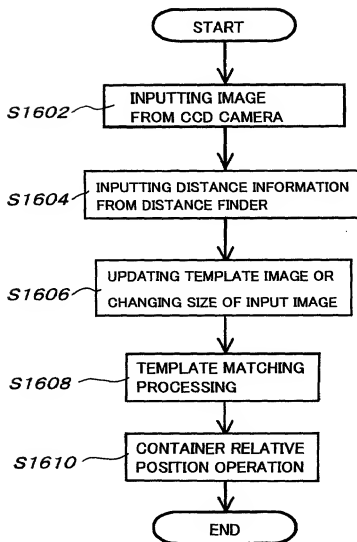 START
S1602
INPUTTING IMAGE
FROM CCD CAMERA
S1604
INPUTTING DISTANCE INFORMATION
FROM DISTANCE FINDER
S1606
UPDATING TEMPLATE IMAGE OR
CHANGING SIZE OF INPUT IMAGE
S1608
TEMPLATE MATCHING
PROCESSING
S1610
CONTAINER RELATIVE
POSITION OPERATION
END